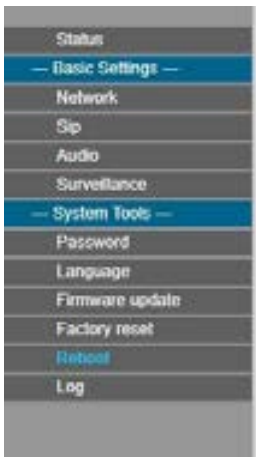 Status
— Basic Settings —
Network
Sip
Audio
Surveillance
— System Tools —
Password
Language
Firmware update
Factory reset
Reboot
Log